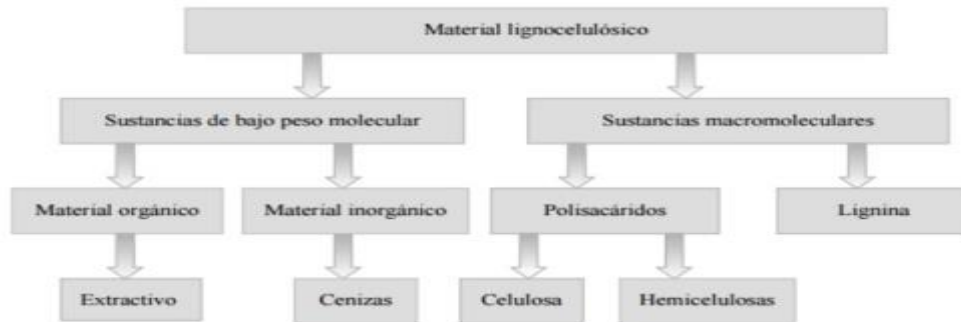 Material lignocelulósico
Sustancias de bajo peso molecular
Sustancias macromoleculares
Material orgánico
Material inorgánico
Polisacáridos
Lignina
Extractivo
Cenizas
Celulosa
Hemicelulosas